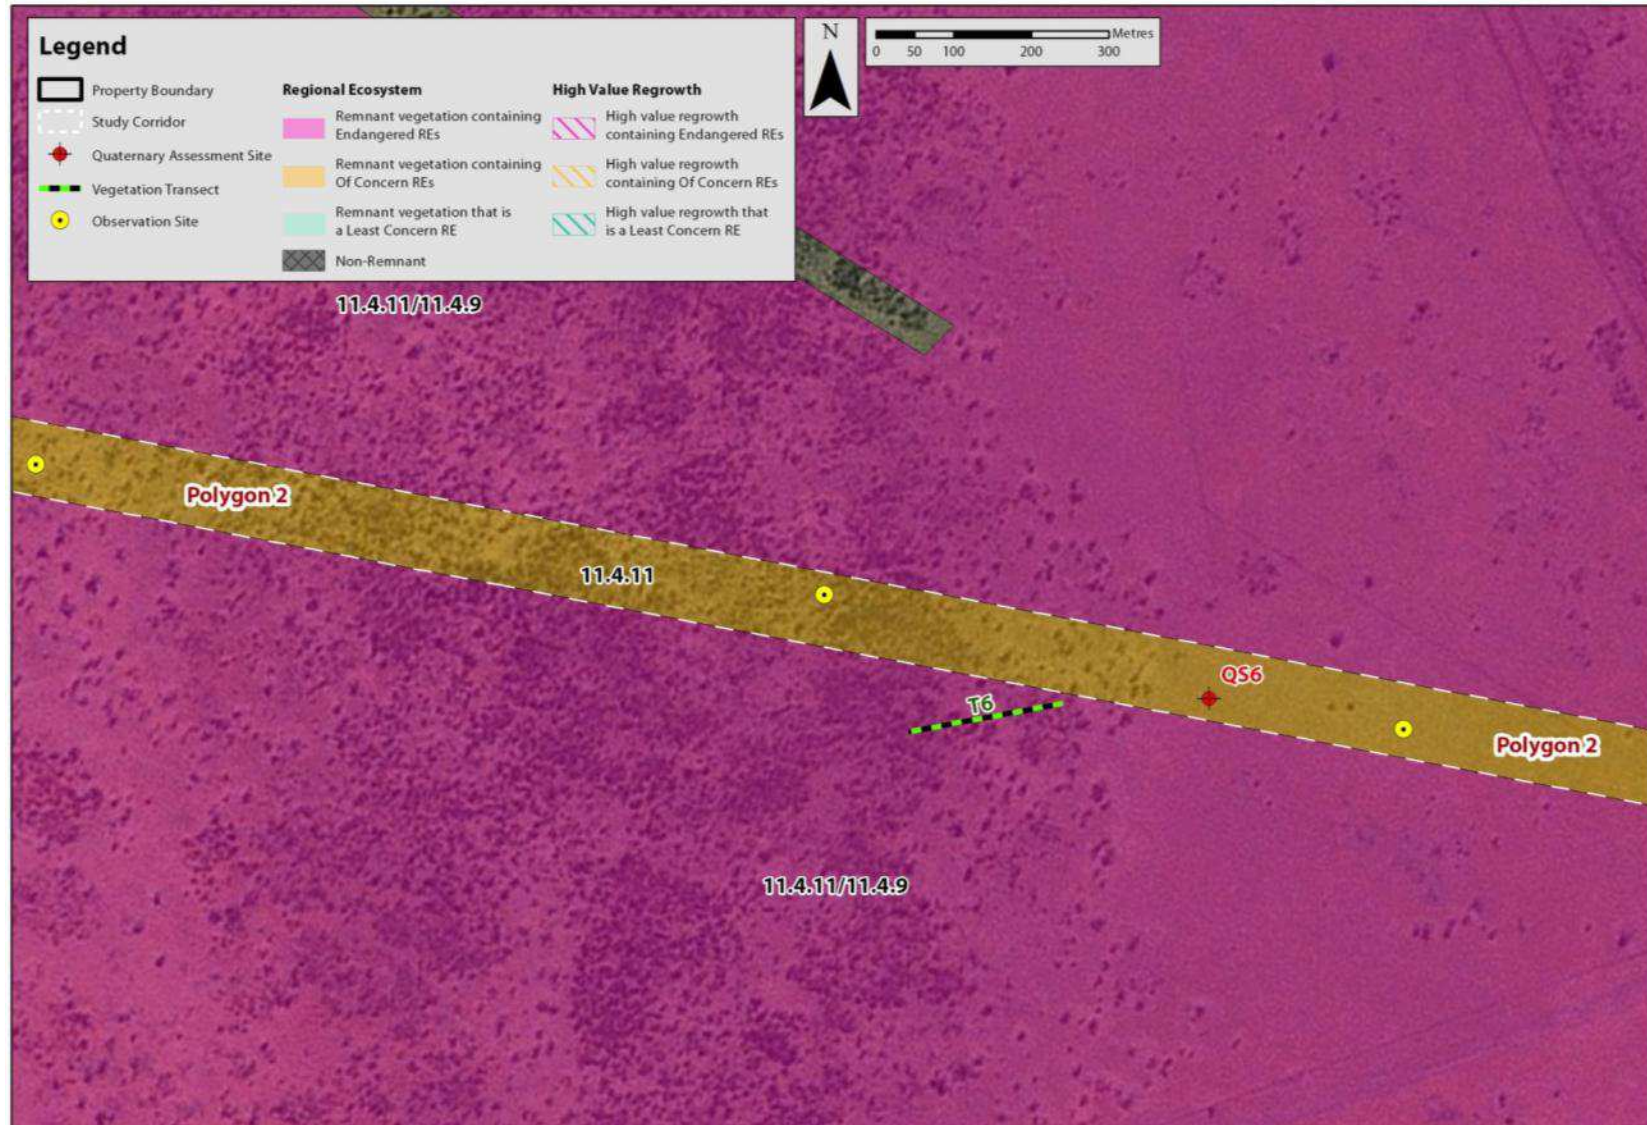 Legend
Property Boundary
Study Corridor
Quaternary Assessment Site
Vegetation Transect
Observation Site
Regional Ecosystem
Remnant vegetation containing
Endangered REs
Remnant vegetation containing
Of Concern REs
Remnant vegetation that is
a Least Concern RE
Non-Remnant
High Value Regrowth
High value regrowth
containing Endangered REs
High value regrowth
containing Of Concern REs
High value regrowth that
is a Least Concern RE
N
Metres
0 50 100 200 300
11.4.11/11.4.9
Polygon 2
11.4.11
QS6
T6
Polygon 2
11.4.11/11.4.9